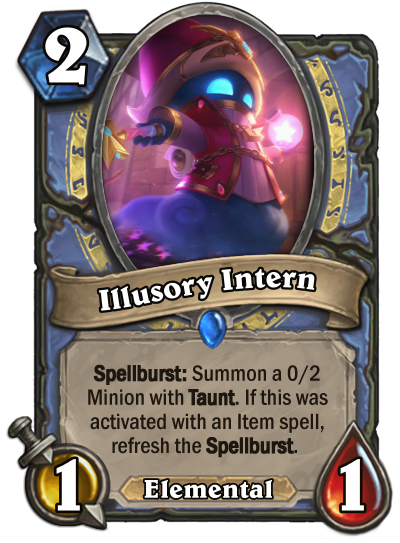 2
Illusory Intern
Spellburst: Summon a 0/2
Minion with Taunt. If this was
activated with an Item spell,
refresh the Spellburst.
1
Elemental
1